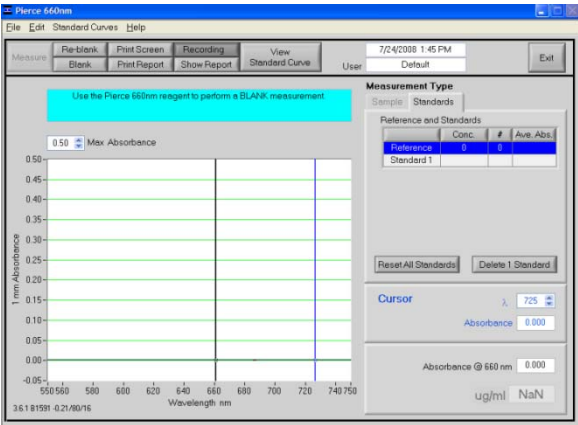 Pierce 660nm
File Edit Standard Curves Help
Measure Re-blank Print Screen Recording View Standard Curve 7/24/2008 1:45 PM Exit
Blank Print Report Show Report User Default
Use the Pierce 660nm reagent to perform a BLANK measurement.
Measurement Type
Sample Standards
Reference and Standards
Conc. # Ave. Abs.
Reference 0 0
Standard 1
Reset All Standards Delete 1 Standard
0.50 Max Absorbance
0.50
0.45
0.40
0.35
0.30
0.25
0.20
0.15
0.10
0.05
0.00
-0.05
1 mm Absorbance
550 560 580 600 620 640 660 680 700 720 740 750
Wavelength nm
3.6.1 B1591 -0.21/80/16
Cursor λ 725
Absorbance 0.000
Absorbance @ 660 nm 0.000
ug/ml NaN